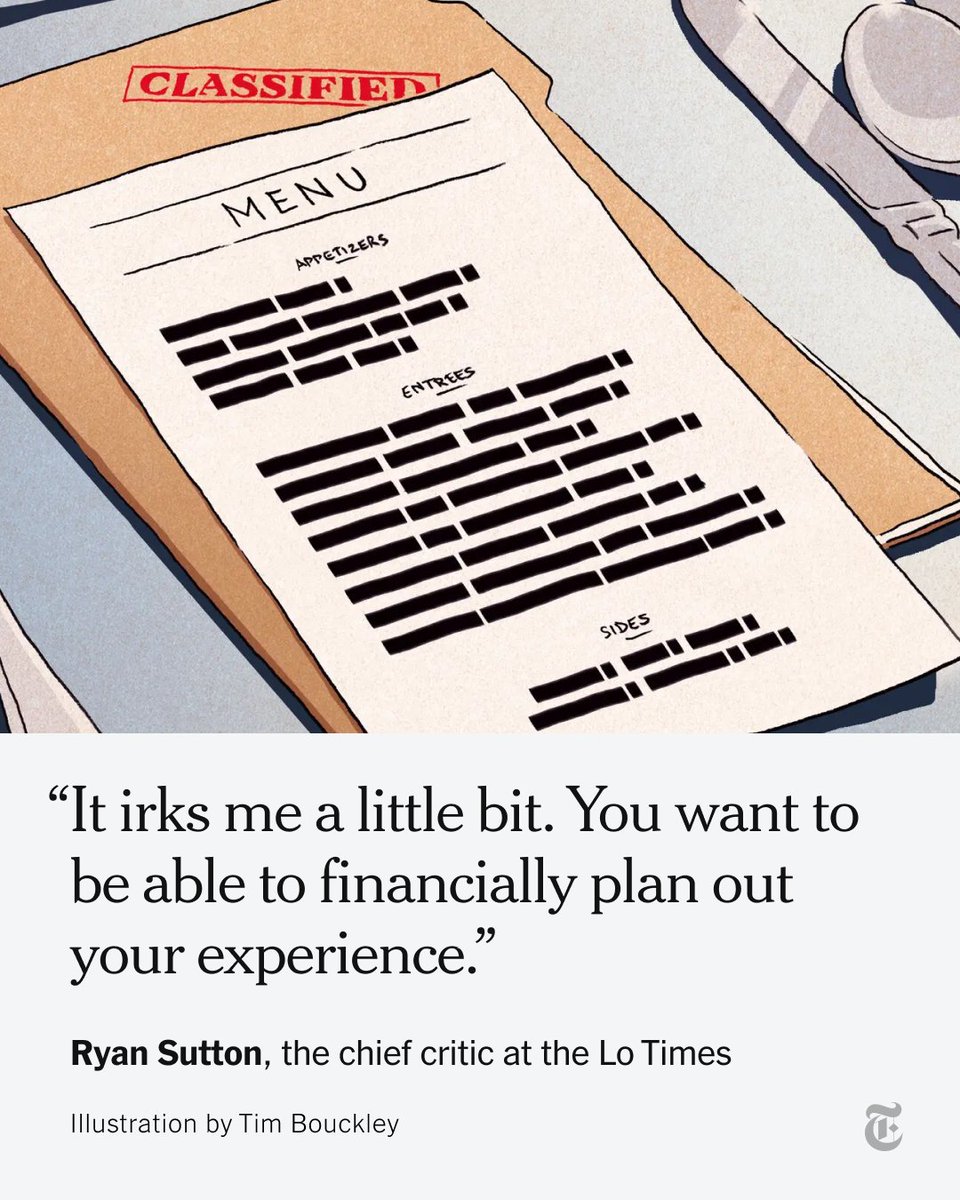 CLASSIFIED
MENU
APPETIZERS
ENTREES
SIDES
“It irks me a little bit. You want to
be able to financially plan out
your experience.”
Ryan Sutton, the chief critic at the Lo Times
Illustration by Tim Bouckley
T